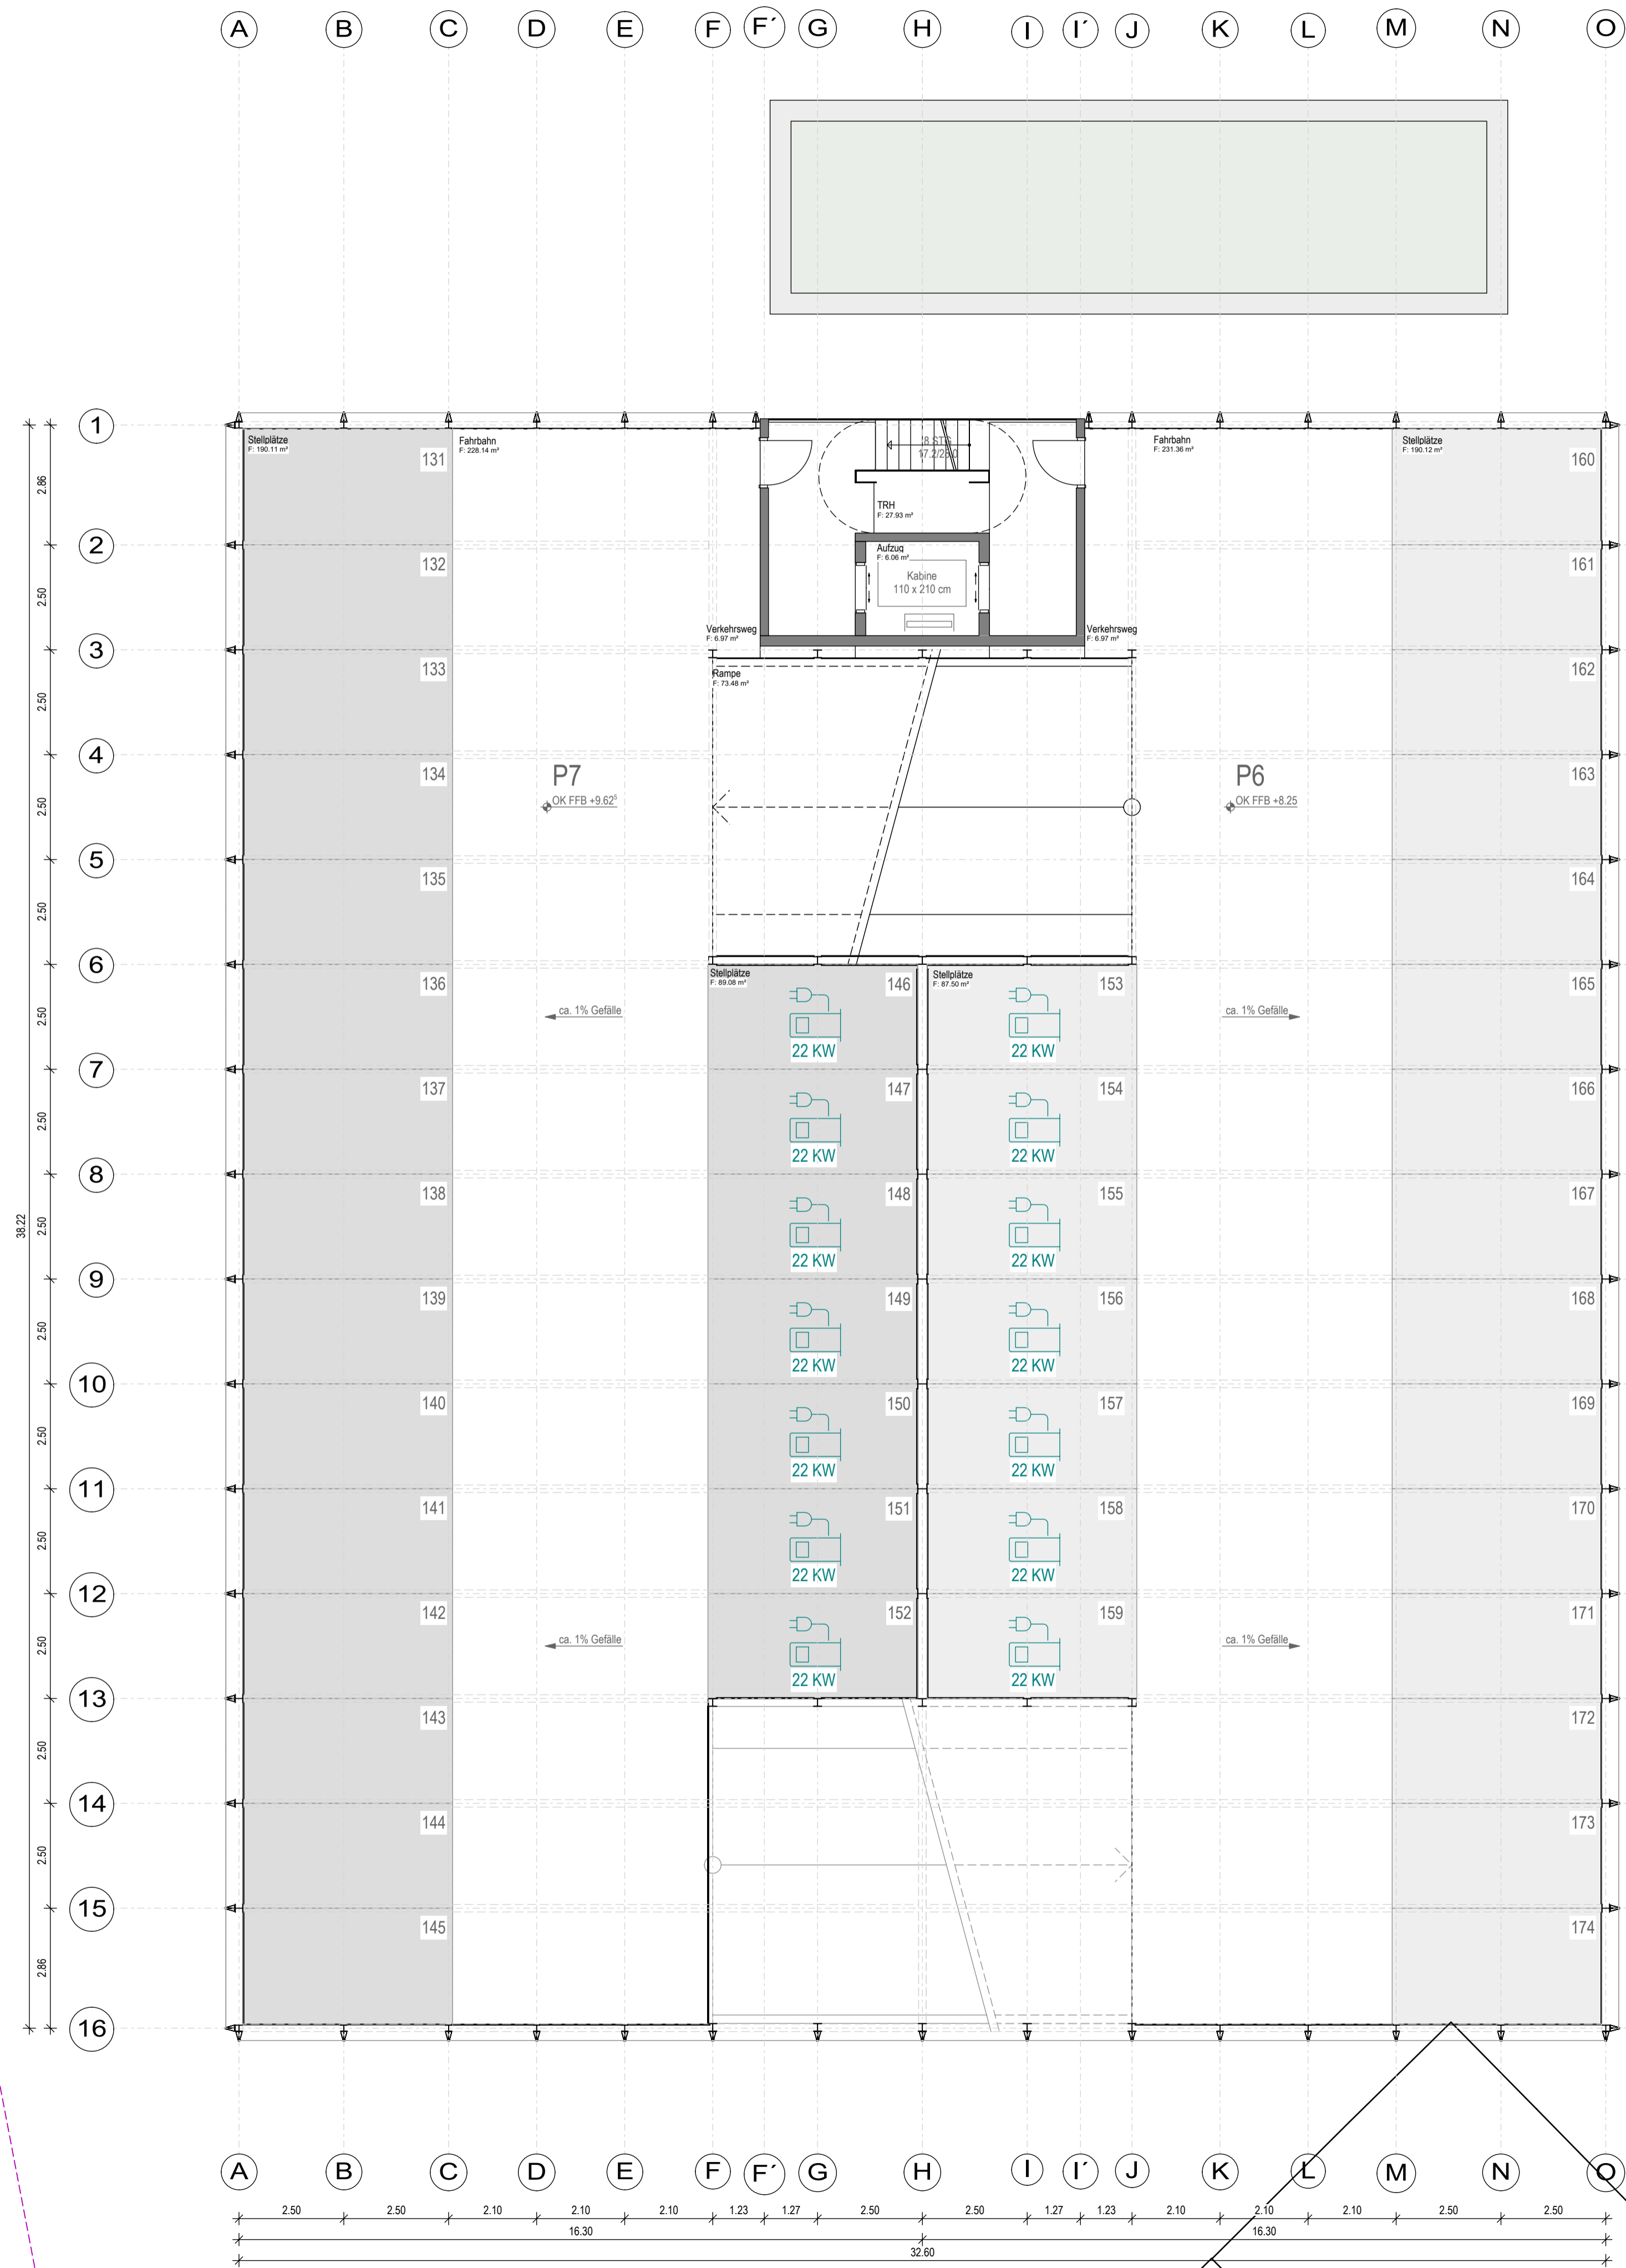 A B C D E F F´ G H I I´ J K L M N O
1
Stellplätze
F: 190.11 m²
131
Fahrbahn
F: 228.14 m²
Fahrbahn
F: 231.36 m²
Stellplätze
F: 190.12 m²
160
2.86
TRH
F: 27.93 m²
2
Aufzug
F: 6.06 m²
132
161
Kabine
110 x 210 cm
2.50
Verkehrsweg
F: 6.97 m²
Verkehrsweg
F: 6.97 m²
3
133
162
Rampe
F: 73.48 m²
2.50
4
134
P7
OK FFB +9.62⁵
P6
OK FFB +8.25
163
2.50
5
135
164
2.50
6
Stellplätze
F: 89.08 m²
Stellplätze
F: 87.50 m²
136
146
153
165
ca. 1% Gefälle
ca. 1% Gefälle
2.50
22 KW
22 KW
7
137
147
154
166
2.50
22 KW
22 KW
8
138
148
155
167
38.22
2.50
22 KW
22 KW
9
139
149
156
168
2.50
22 KW
22 KW
10
140
150
157
169
2.50
22 KW
22 KW
11
141
151
158
170
2.50
22 KW
22 KW
12
142
152
159
171
ca. 1% Gefälle
ca. 1% Gefälle
2.50
22 KW
22 KW
13
143
172
2.50
14
144
173
2.50
15
145
174
2.86
16
A B C D E F F´ G H I I´ J K L M N O
2.50 2.50 2.10 2.10 2.10 1.23 1.27 2.50 2.50 1.27 1.23 2.10 2.10 2.10 2.50 2.50
16.30 16.30
32.60